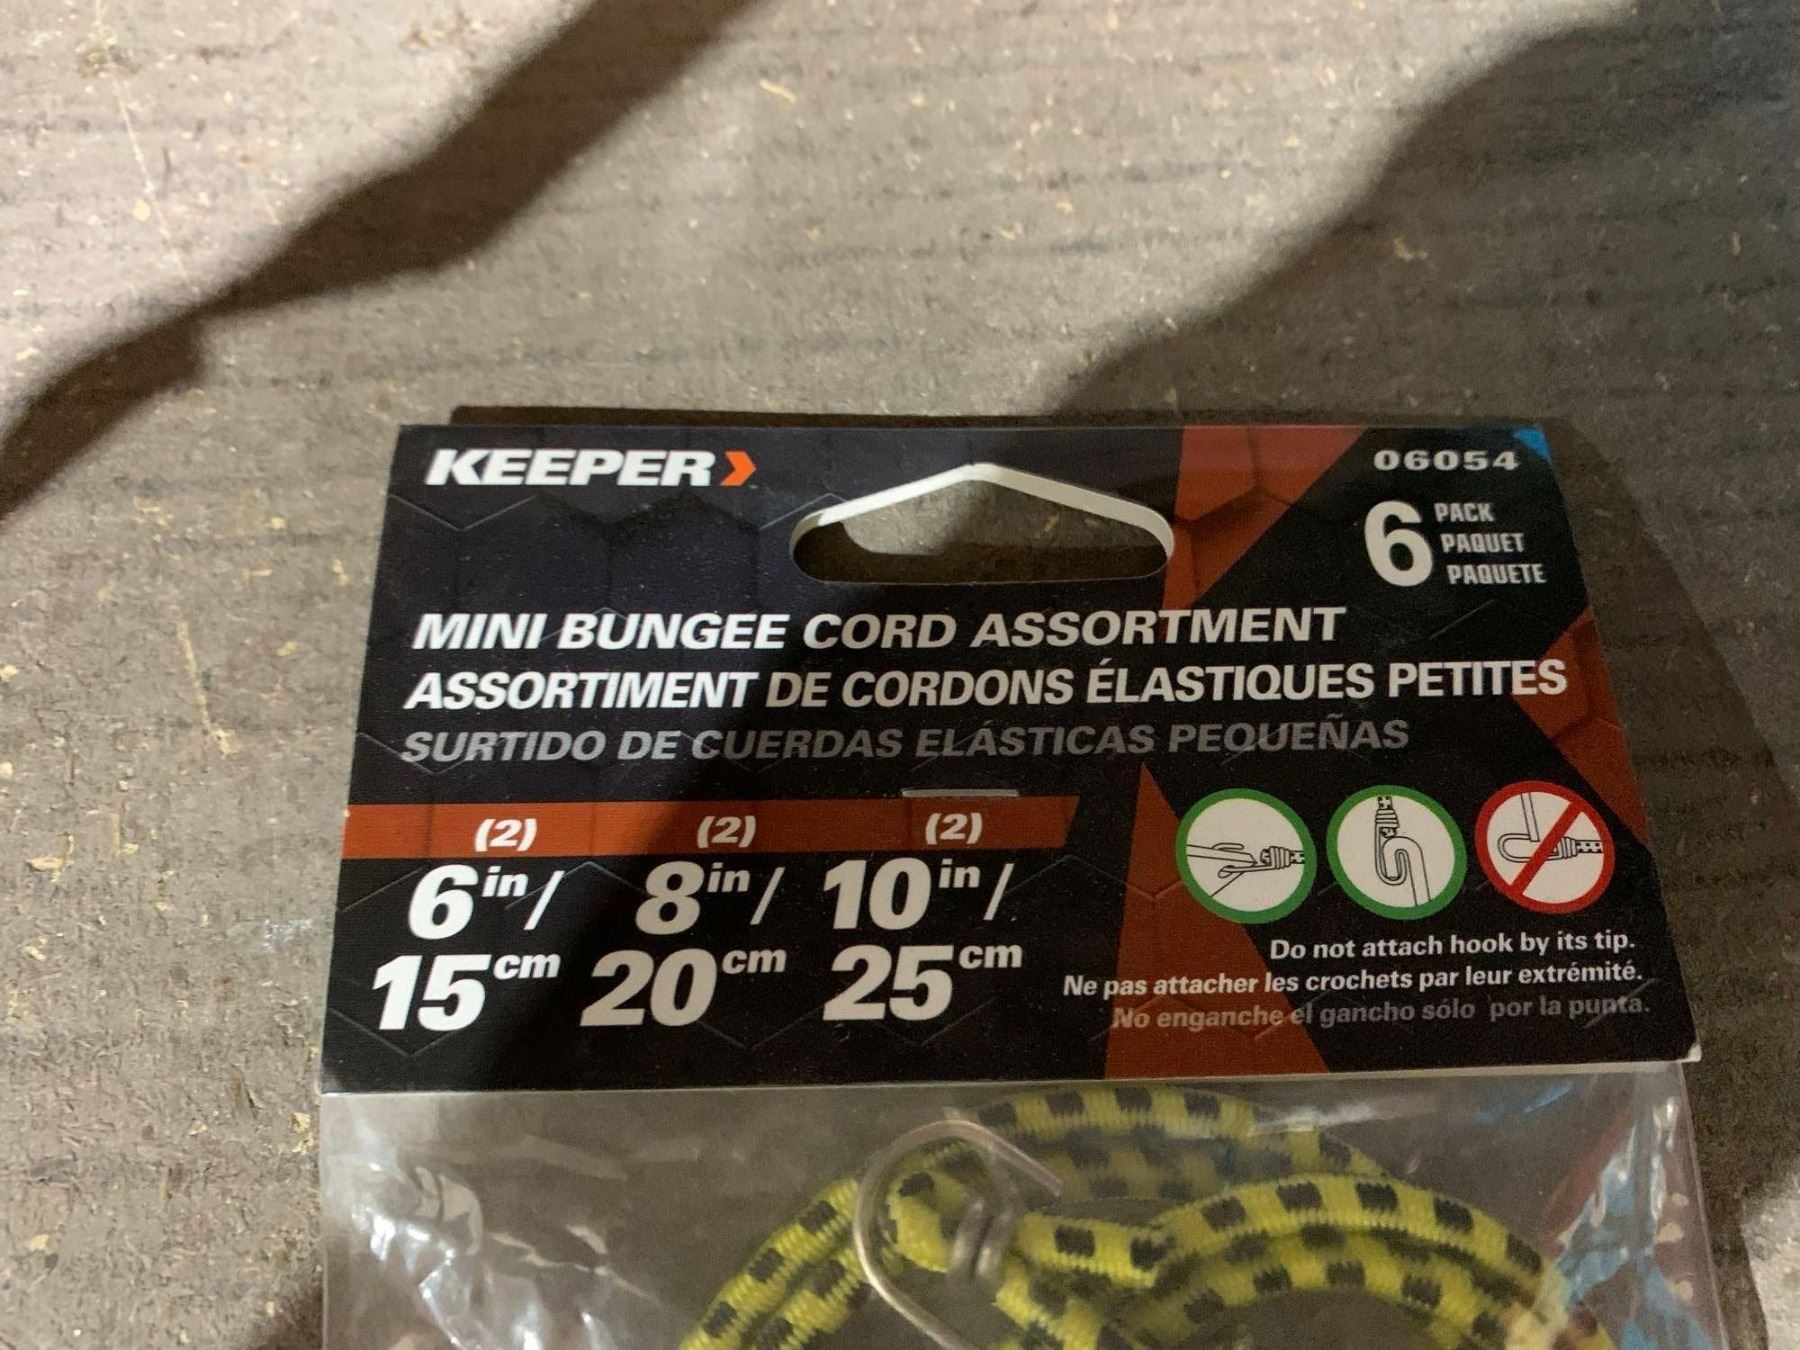 KEEPER
06054
6 PACK
PAQUET
PAQUETE
MINI BUNGEE CORD ASSORTMENT
ASSORTIMENT DE CORDONS ÉLASTIQUES PETITES
SURTIDO DE CUERDAS ELÁSTICAS PEQUEÑAS
(2) (2) (2)
6in/ 8in/ 10in/
15cm 20cm 25cm
Do not attach hook by its tip.
Ne pas attacher les crochets par leur extrémité.
No enganche el gancho sólo por la punta.